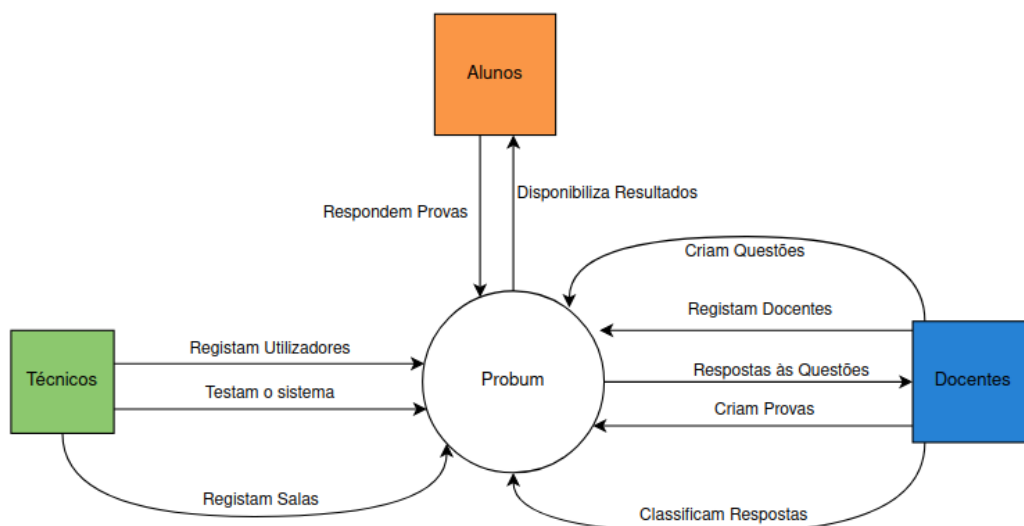 Alunos
Disponibiliza Resultados
Respondem Provas
Criam Questões
Registam Docentes
Registam Utilizadores
Respostas às Questões
Técnicos
Probum
Docentes
Testam o sistema
Criam Provas
Registam Salas
Classificam Respostas